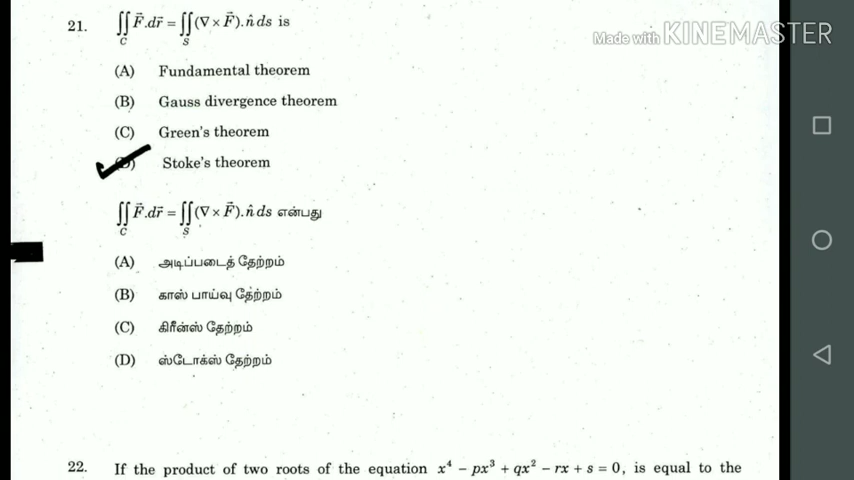 Made with KINEMASTER
21. ∬_C F⃗.dr⃗ = ∬_S (∇ × F⃗).n̂ ds is
(A) Fundamental theorem
(B) Gauss divergence theorem
(C) Green's theorem
(D) Stoke's theorem
∬_C F⃗.dr⃗ = ∬_S (∇ × F⃗).n̂ ds என்பது
(A) அடிப்படைத் தேற்றம்
(B) காஸ் பாய்வு தேற்றம்
(C) கிரீன்ஸ் தேற்றம்
(D) ஸ்டோக்ஸ் தேற்றம்
22. If the product of two roots of the equation x⁴ − px³ + qx² − rx + s = 0, is equal to the